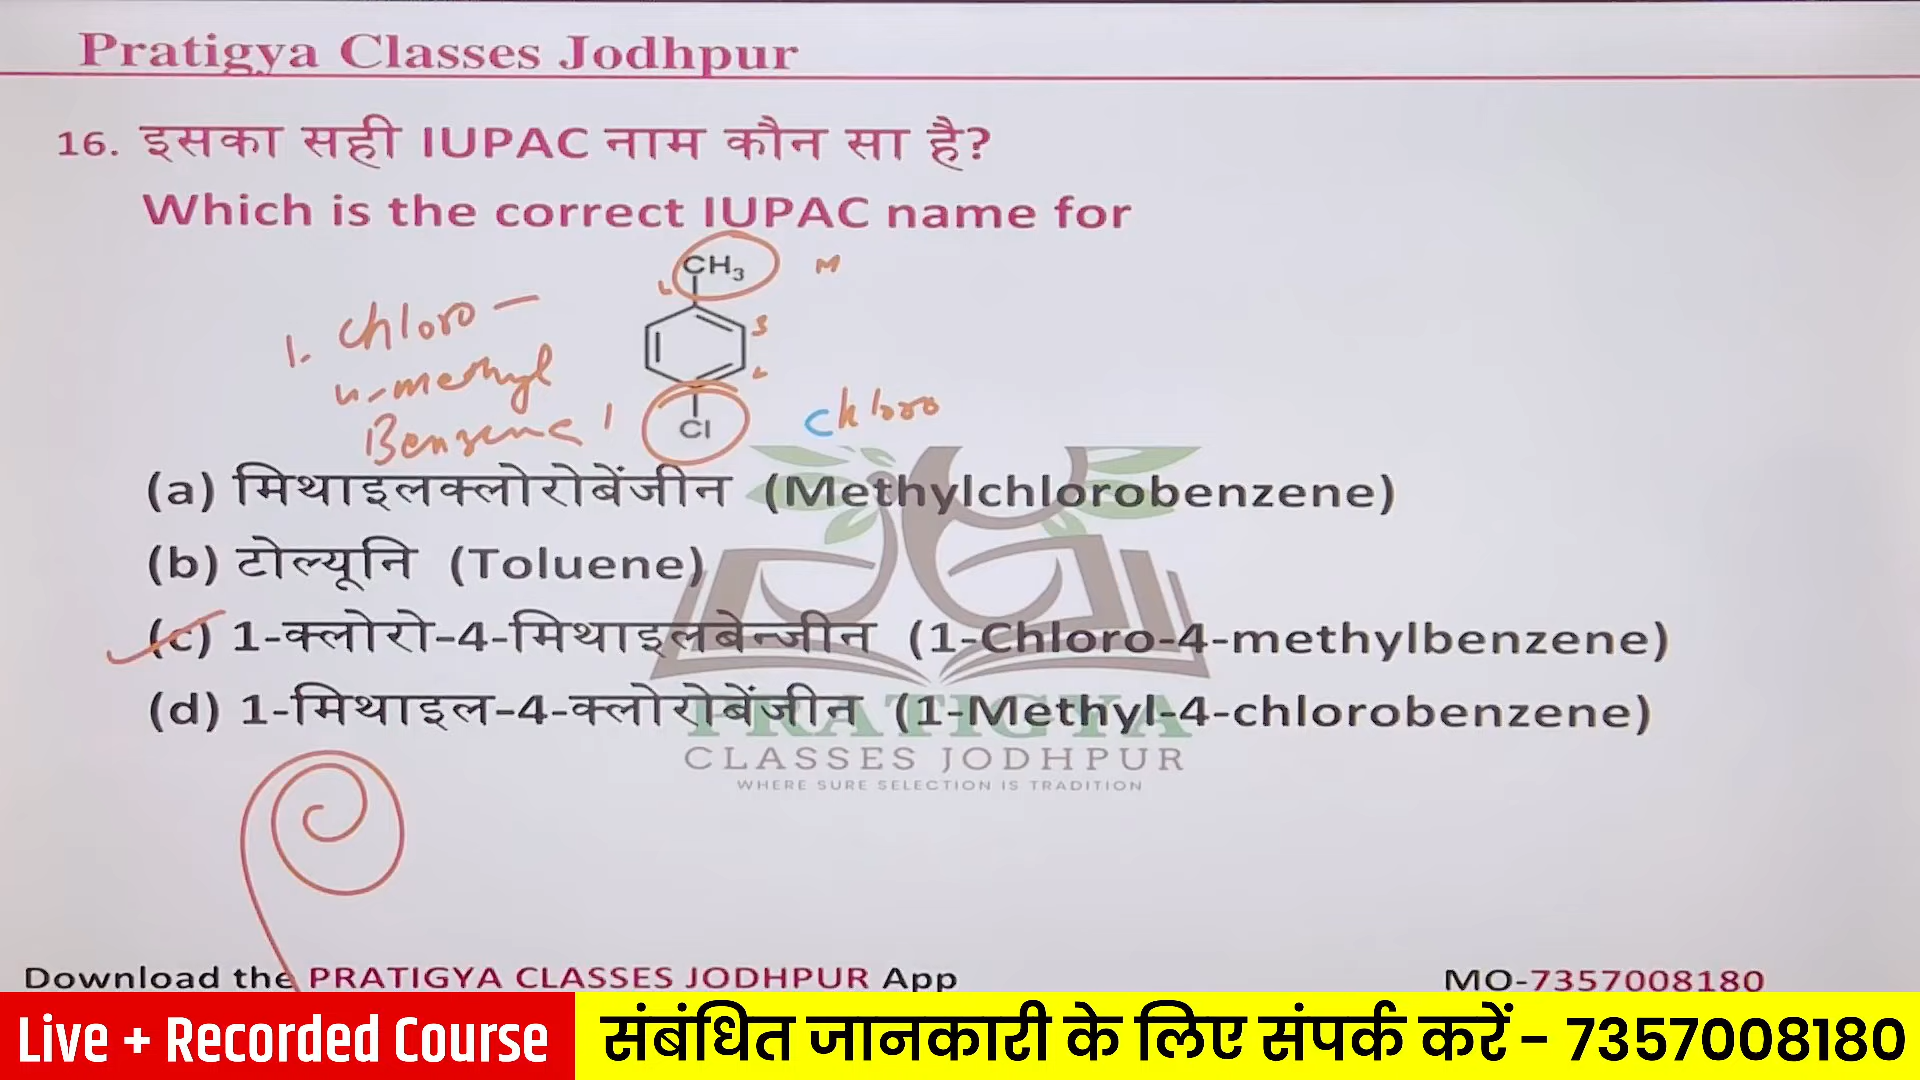 Pratigya Classes Jodhpur
16. इसका सही IUPAC नाम कौन सा है?
Which is the correct IUPAC name for
CH3
M
1. Chloro -
4-methyl
Benzene
1
3
Cl
Chloro
(a) मिथाइलक्लोरोबेंजीन (Methylchlorobenzene)
(b) टोल्यूनि (Toluene)
(c) 1-क्लोरो-4-मिथाइलबेन्जीन (1-Chloro-4-methylbenzene)
(d) 1-मिथाइल-4-क्लोरोबेंजीन (1-Methyl-4-chlorobenzene)
PRATIGYA
CLASSES JODHPUR
WHERE SURE SELECTION IS TRADITION
Download the PRATIGYA CLASSES JODHPUR App
MO-7357008180
Live + Recorded Course
संबंधित जानकारी के लिए संपर्क करें - 7357008180